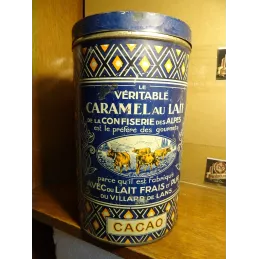 LE
VÉRITABLE
CARAMEL AU LAIT
DE LA CONFISERIE DES ALPES
est le préféré des gourmets
parce qu'il est fabriqué
AVEC DU LAIT FRAIS ET PUR
DU VILLARD DE LANS
CACAO